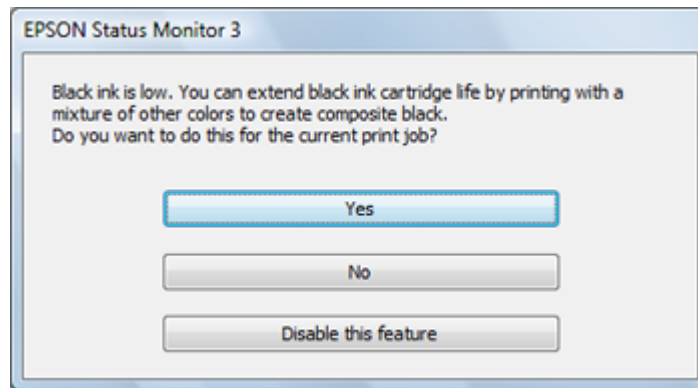 EPSON Status Monitor 3
Black ink is low. You can extend black ink cartridge life by printing with a
mixture of other colors to create composite black.
Do you want to do this for the current print job?
Yes
No
Disable this feature